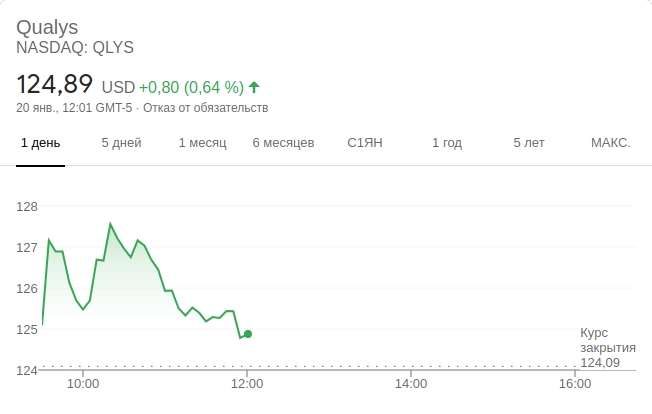 Qualys
NASDAQ: QLYS
124,89 USD +0,80 (0,64 %)
20 янв., 12:01 GMT-5 · Отказ от обязательств
1 день 5 дней 1 месяц 6 месяцев С1ЯН 1 год 5 лет МАКС.
128
127
126
125
124
Курс
закрытия
124,09
10:00 12:00 14:00 16:00